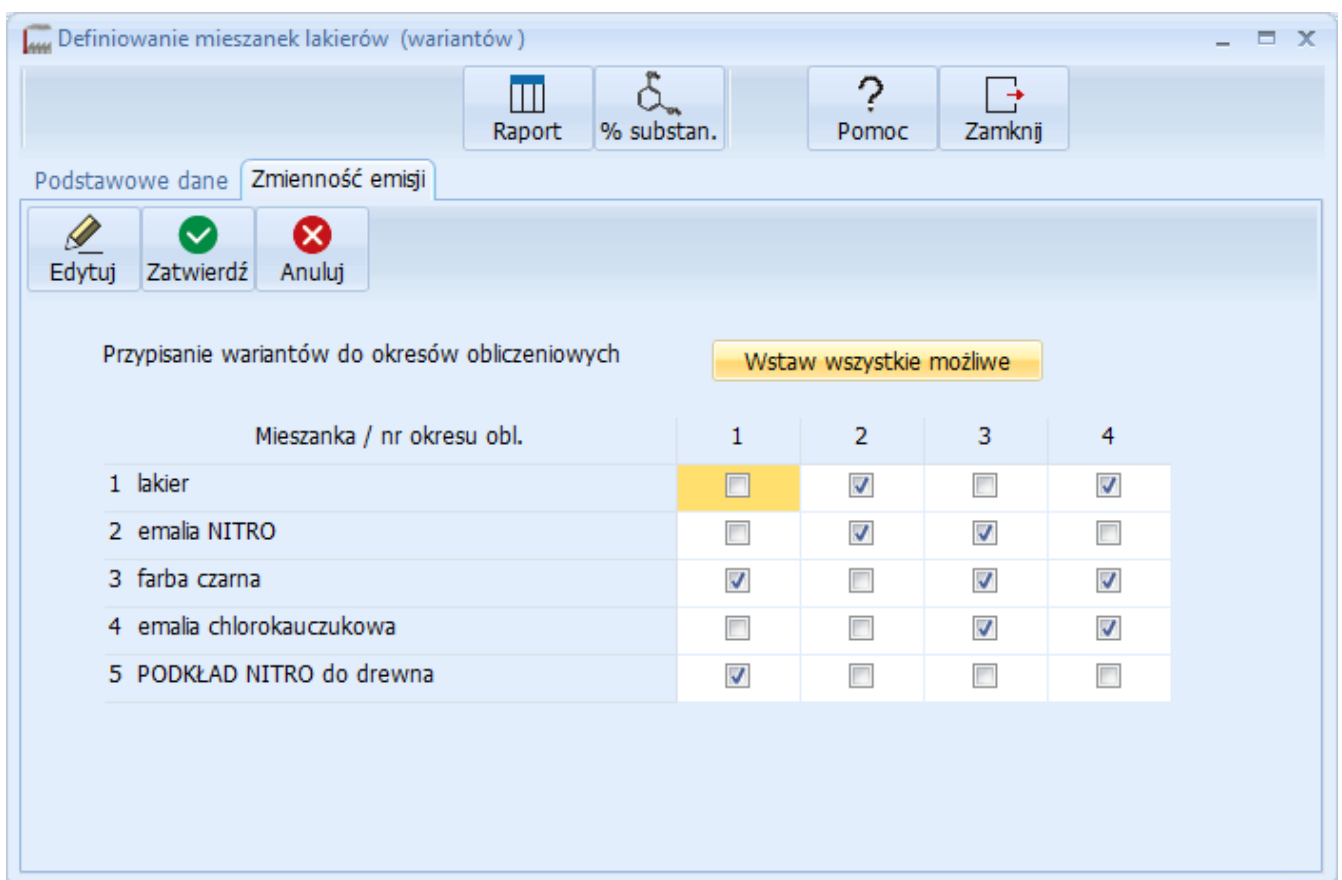 Definiowanie mieszanek lakierów (wariantów )
Raport % substan. Pomoc Zamknij
Podstawowe dane Zmienność emisji
Edytuj Zatwierdź Anuluj
Przypisanie wariantów do okresów obliczeniowych Wstaw wszystkie możliwe
Mieszanka / nr okresu obl. 1 2 3 4
1 lakier
2 emalia NITRO
3 farba czarna
4 emalia chlorokauczukowa
5 PODKŁAD NITRO do drewna